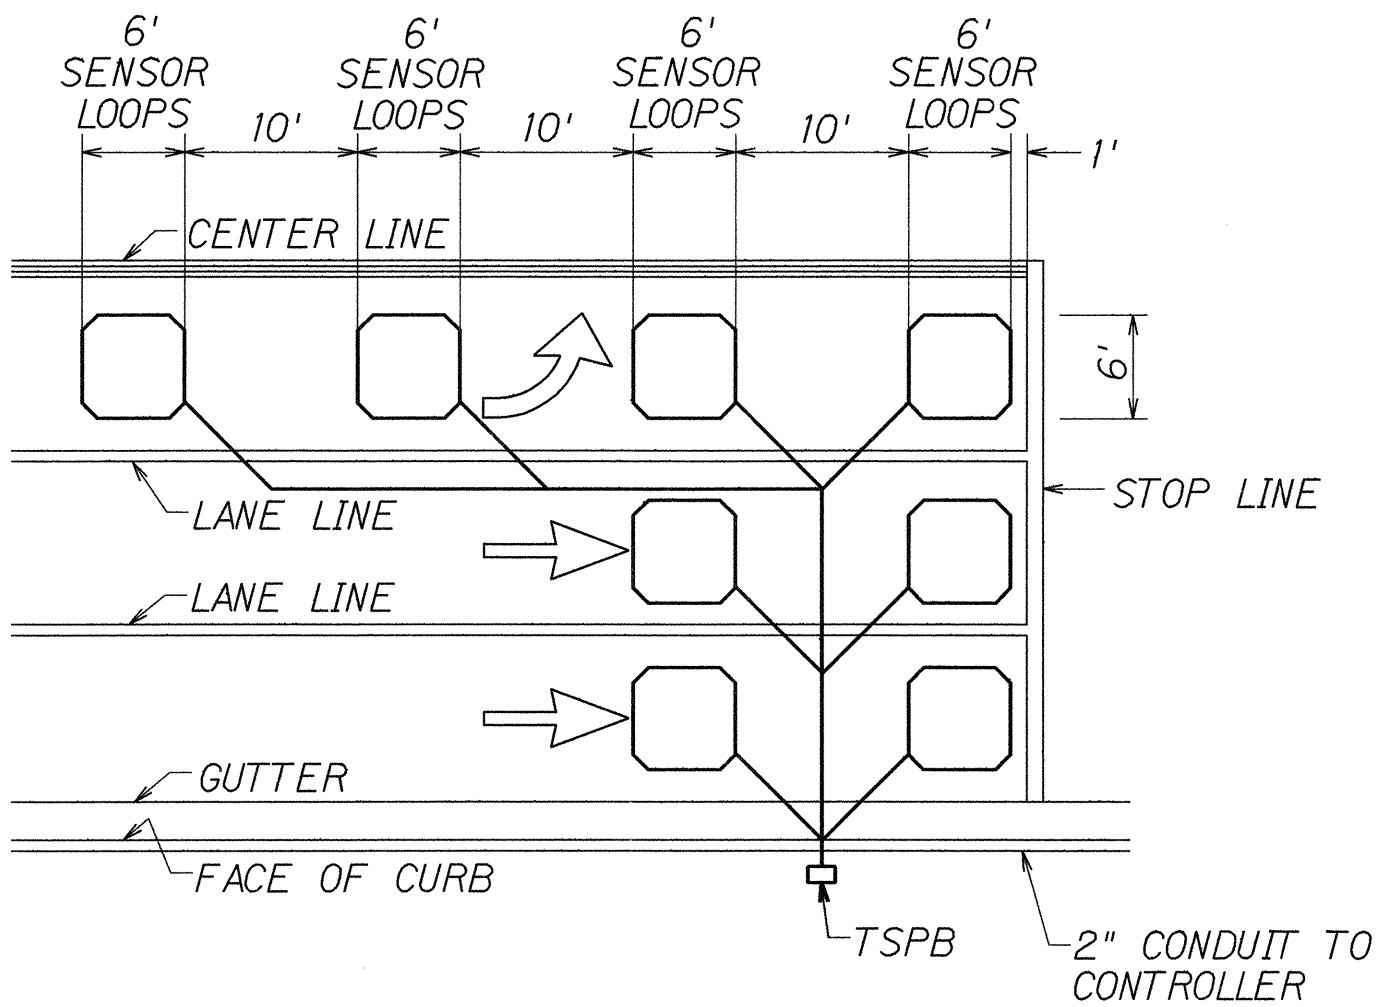 6'
SENSOR
LOOPS
6'
SENSOR
LOOPS
6'
SENSOR
LOOPS
6'
SENSOR
LOOPS
10'
10'
10'
1'
CENTER LINE
6'
LANE LINE
STOP LINE
LANE LINE
GUTTER
FACE OF CURB
TSPB
2" CONDUIT TO
CONTROLLER